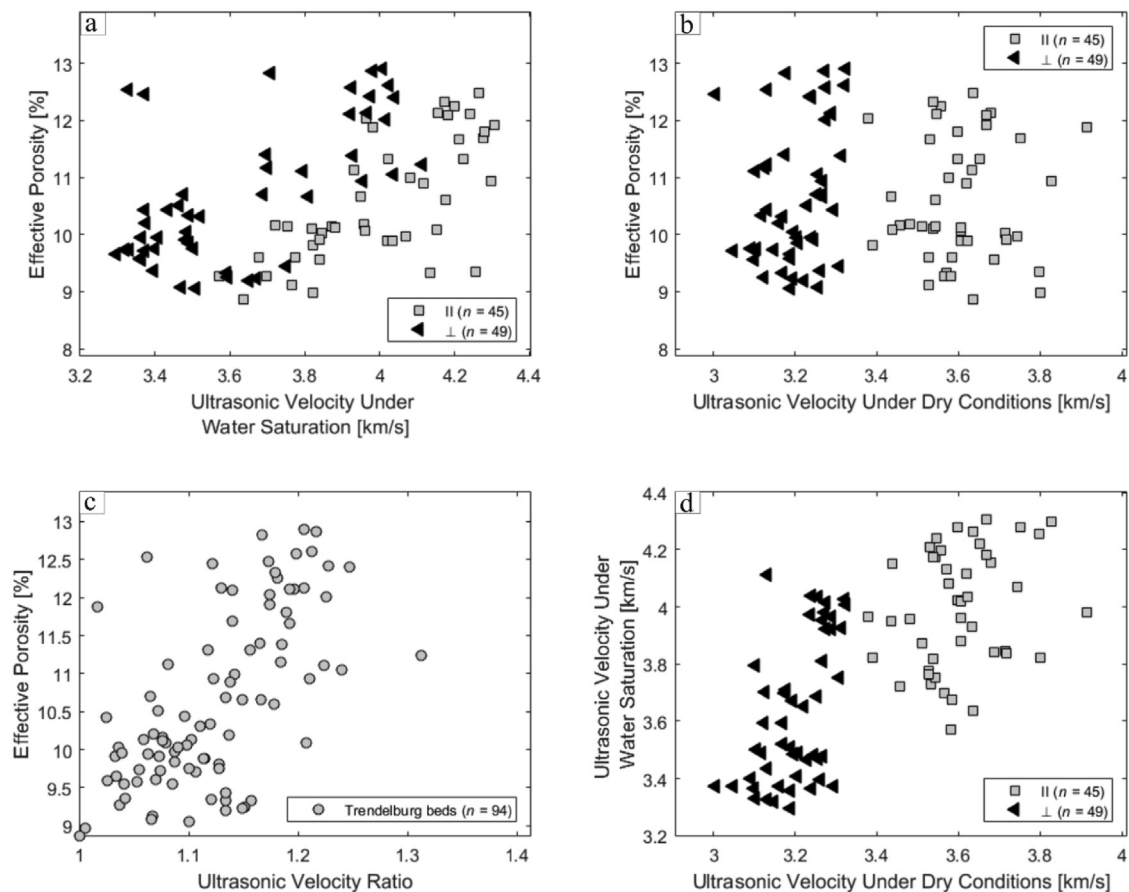 a
Effective Porosity [%]
13
12
11
10
9
8
3.2 3.4 3.6 3.8 4 4.2 4.4
Ultrasonic Velocity Under
Water Saturation [km/s]
|| (n = 45)
⊥ (n = 49)
b
Effective Porosity [%]
13
12
11
10
9
8
3 3.2 3.4 3.6 3.8 4
Ultrasonic Velocity Under Dry Conditions [km/s]
|| (n = 45)
⊥ (n = 49)
c
Effective Porosity [%]
13
12.5
12
11.5
11
10.5
10
9.5
9
1 1.1 1.2 1.3 1.4
Ultrasonic Velocity Ratio
Trendelburg beds (n = 94)
d
Ultrasonic Velocity Under
Water Saturation [km/s]
4.4
4.2
4
3.8
3.6
3.4
3.2
3 3.2 3.4 3.6 3.8 4
Ultrasonic Velocity Under Dry Conditions [km/s]
|| (n = 45)
⊥ (n = 49)